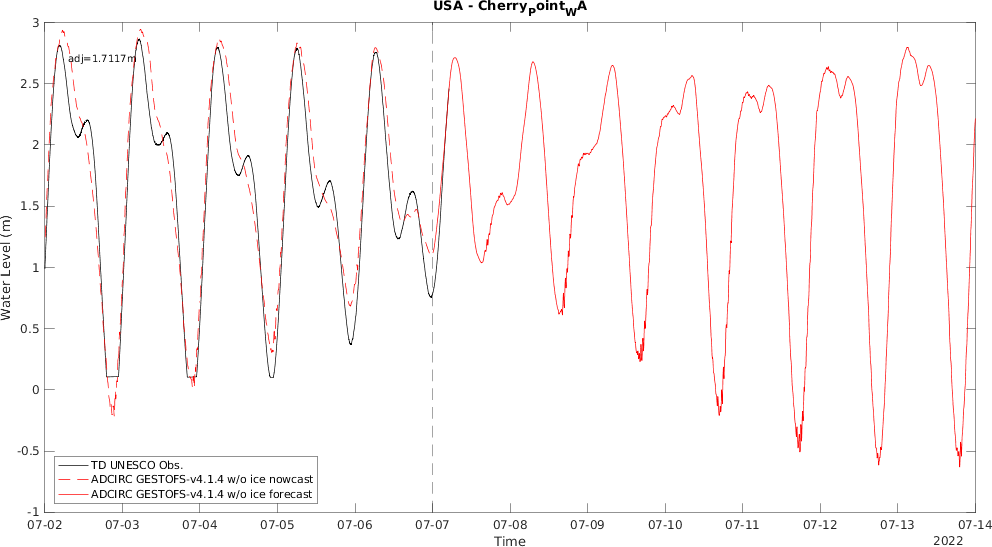 USA - CherryPointWA
adj=1.7117m
3
2.5
2
1.5
1
0.5
0
-0.5
-1
Water Level (m)
TD UNESCO Obs.
ADCIRC GESTOFS-v4.1.4 w/o ice nowcast
ADCIRC GESTOFS-v4.1.4 w/o ice forecast
07-02 07-03 07-04 07-05 07-06 07-07 07-08 07-09 07-10 07-11 07-12 07-13 07-14
Time
2022